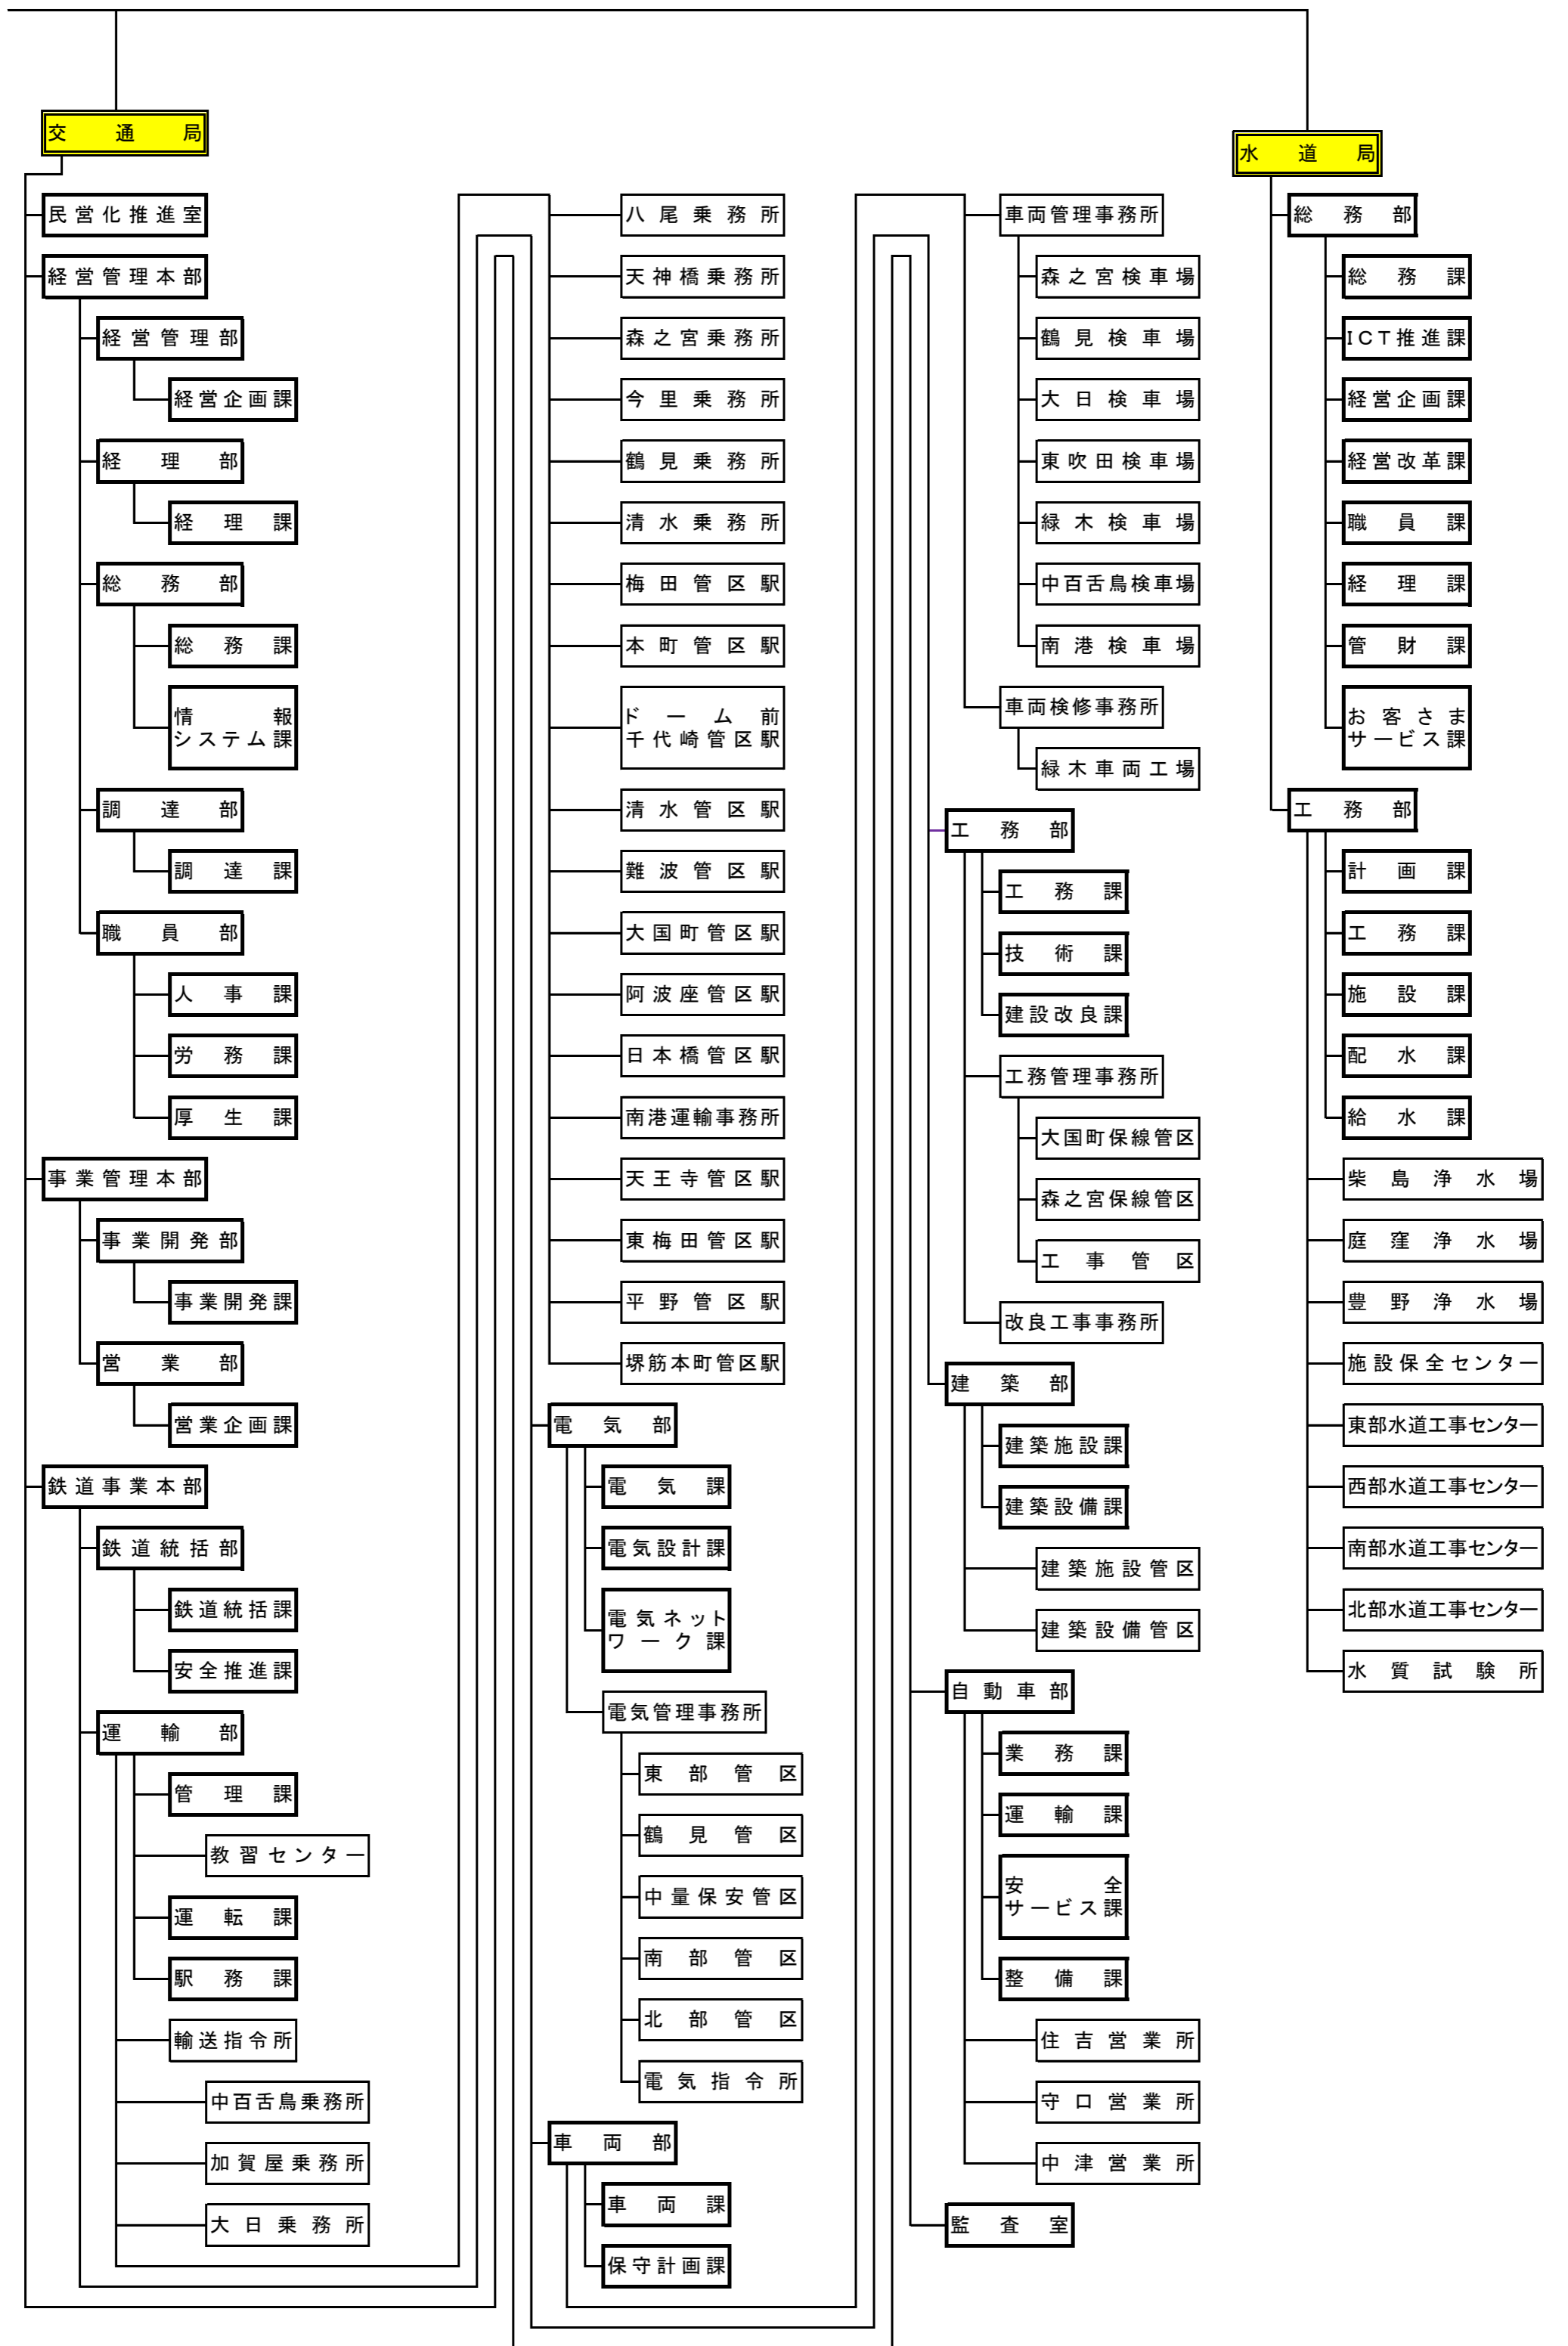 交通局
民営化推進室
経営管理本部
経営管理部
経営企画課
経理部
経理課
総務部
総務課
情報
システム課
調達部
調達課
職員部
人事課
労務課
厚生課
事業管理本部
事業開発部
事業開発課
営業部
営業企画課
鉄道事業本部
鉄道統括部
鉄道統括課
安全推進課
運輸部
管理課
教習センター
運転課
駅務課
輸送指令所
中百舌鳥乗務所
加賀屋乗務所
大日乗務所
八尾乗務所
天神橋乗務所
森之宮乗務所
今里乗務所
鶴見乗務所
清水乗務所
梅田管区駅
本町管区駅
ドーム前
千代崎管区駅
清水管区駅
難波管区駅
大国町管区駅
阿波座管区駅
日本橋管区駅
南港運輸事務所
天王寺管区駅
東梅田管区駅
平野管区駅
堺筋本町管区駅
電気部
電気課
電気設計課
電気ネット
ワーク課
電気管理事務所
東部管区
鶴見管区
中量保安管区
南部管区
北部管区
電気指令所
車両部
車両課
保守計画課
車両管理事務所
森之宮検車場
鶴見検車場
大日検車場
東吹田検車場
緑木検車場
中百舌鳥検車場
南港検車場
車両検修事務所
緑木車両工場
工務部
工務課
技術課
建設改良課
工務管理事務所
大国町保線管区
森之宮保線管区
工事管区
改良工事事務所
建築部
建築施設課
建築設備課
建築施設管区
建築設備管区
自動車部
業務課
運輸課
安全
サービス課
整備課
住吉営業所
守口営業所
中津営業所
監査室
水道局
総務部
総務課
ICT推進課
経営企画課
経営改革課
職員課
経理課
管財課
お客さま
サービス課
工務部
計画課
工務課
施設課
配水課
給水課
柴島浄水場
庭窪浄水場
豊野浄水場
施設保全センター
東部水道工事センター
西部水道工事センター
南部水道工事センター
北部水道工事センター
水質試験所